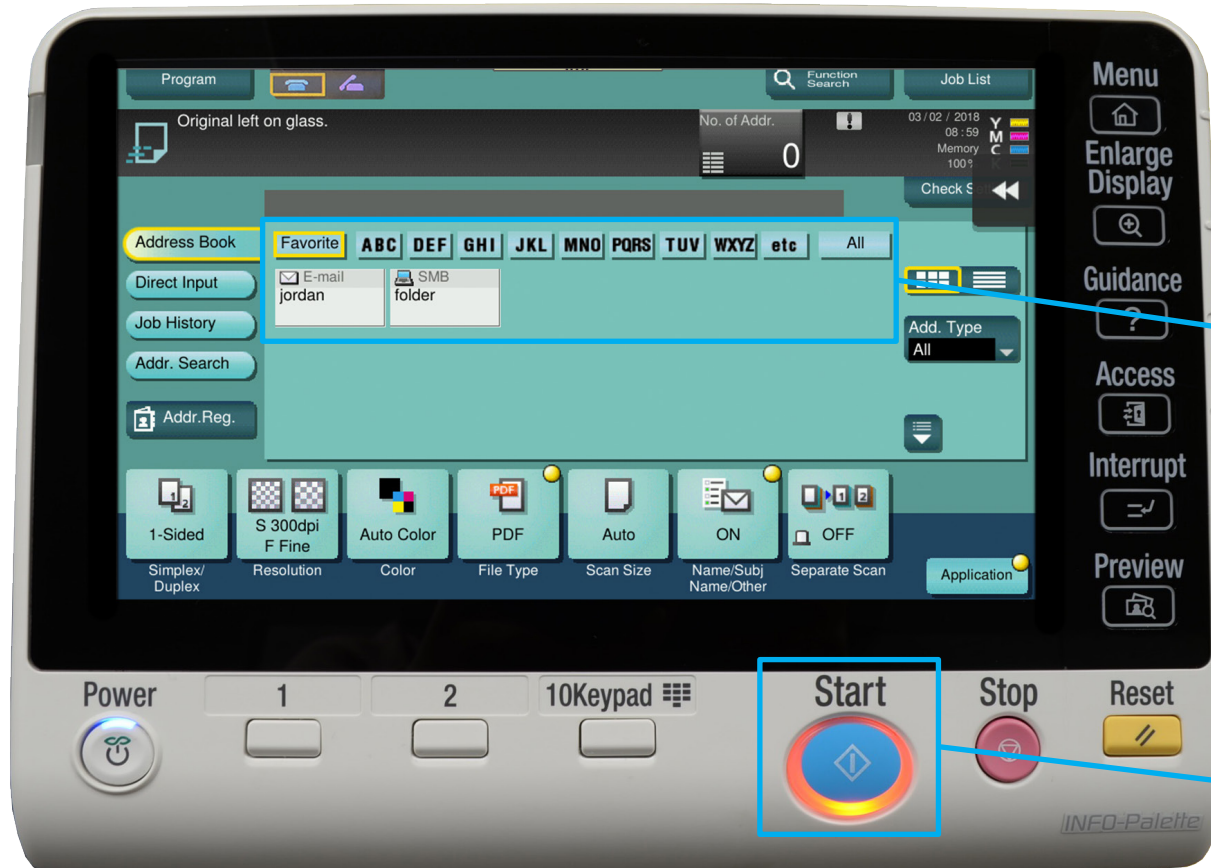 Program
Function
Search
Job List
Original left on glass.
No. of Addr.
0
03 / 02 / 2018
08 : 59
Memory
100%
Y
M
C
K
Check S
Address Book
Direct Input
Job History
Addr. Search
Addr.Reg.
Favorite ABC DEF GHI JKL MNO PQRS TUV WXYZ etc All
E-mail
jordan
SMB
folder
Add. Type
All
1 2
1-Sided
Simplex/
Duplex
S 300dpi
F Fine
Resolution
Auto Color
Color
PDF
PDF
File Type
Auto
Scan Size
ON
Name/Subj
Name/Other
1 2
OFF
Separate Scan
Application
Menu
Enlarge
Display
Guidance
?
Access
Interrupt
Preview
Power
1
2
10Keypad
Start
Stop
Reset
INFO-Palette